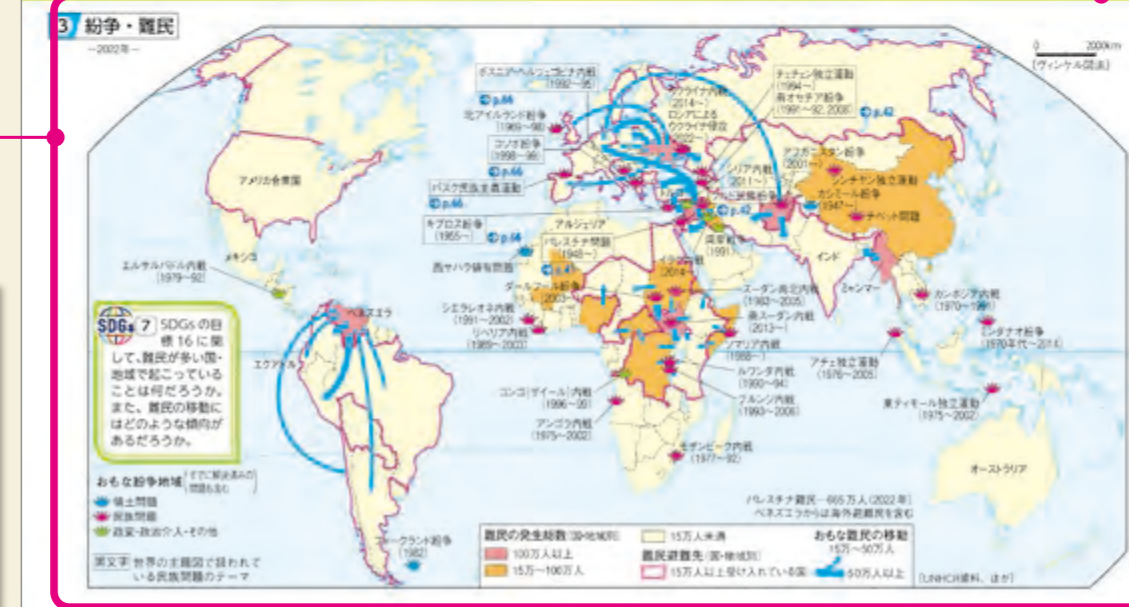 3 紛争・難民
－2022年－
0 2000km
(ヴィンケル図法)
ボスニア・ヘルツェゴビナ内戦
(1992～95)
p.66
北アイルランド紛争
(1969～98)
コソボ紛争
(1998～99)
p.66
バスク民族主義運動
p.66
キプロス紛争
(1955～)
p.66
ウクライナ内戦
(2014～)
ロシアによる
ウクライナ侵攻
チェチェン独立運動
(1994～)
南オセチア紛争
(1991～92,2008)
p.42
シリア内戦
(2011～)
アフガニスタン紛争
(2001～)
シンチヤン独立運動
カシミール紛争
(1947～)
チベット問題
p.42
湾岸戦争
(1991)
アルジェリア
パレスチナ問題
(1948～)
西サハラ領有問題
(2014～)
ダールフール紛争
(2003～)
シエラレオネ内戦
(1991～2002)
リベリア内戦
(1989～2003)
スーダン南北内戦
(1983～2005)
南スーダン内戦
(2013～)
ソマリア内戦
(1988～)
ルワンダ内戦
(1990～94)
ブルンジ内戦
(1993～2006)
コンゴ(ザイール)内戦
アンゴラ内戦
(1975～2002)
モザンビーク内戦
(1977～92)
インド
ミャンマー
カンボジア内戦
ミンダナオ紛争
(1970年代～2014)
アチェ独立運動
(1976～2005)
東ティモール独立運動
(1975～2002)
オーストラリア
アメリカ合衆国
メキシコ
エルサルバドル内戦
(1979～92)
ベネズエラ
エクアドル
フォークランド紛争
(1982)
SDGs 7 SDGsの目
標16に関
して、難民が多い国・
地域で起こっている
ことは何だろうか。
また、難民の移動に
はどのような傾向が
あるだろうか。
おもな紛争地域(すでに解決済みの
問題も含む)
領土問題
民族問題
政変・政治介入・その他
黒文字 世界の主題図で扱われて
いる民族問題のテーマ
パレスチナ難民 (2022年)
ベネズエラからは海外避難民を含む
難民の発生総数(国・地域別)
100万人以上
15万～100万人
15万人未満
難民避難先(国・地域別)
15万人以上受け入れている国
おもな難民の移動
15万～50万人
50万人以上
[UNHCR資料、ほか]